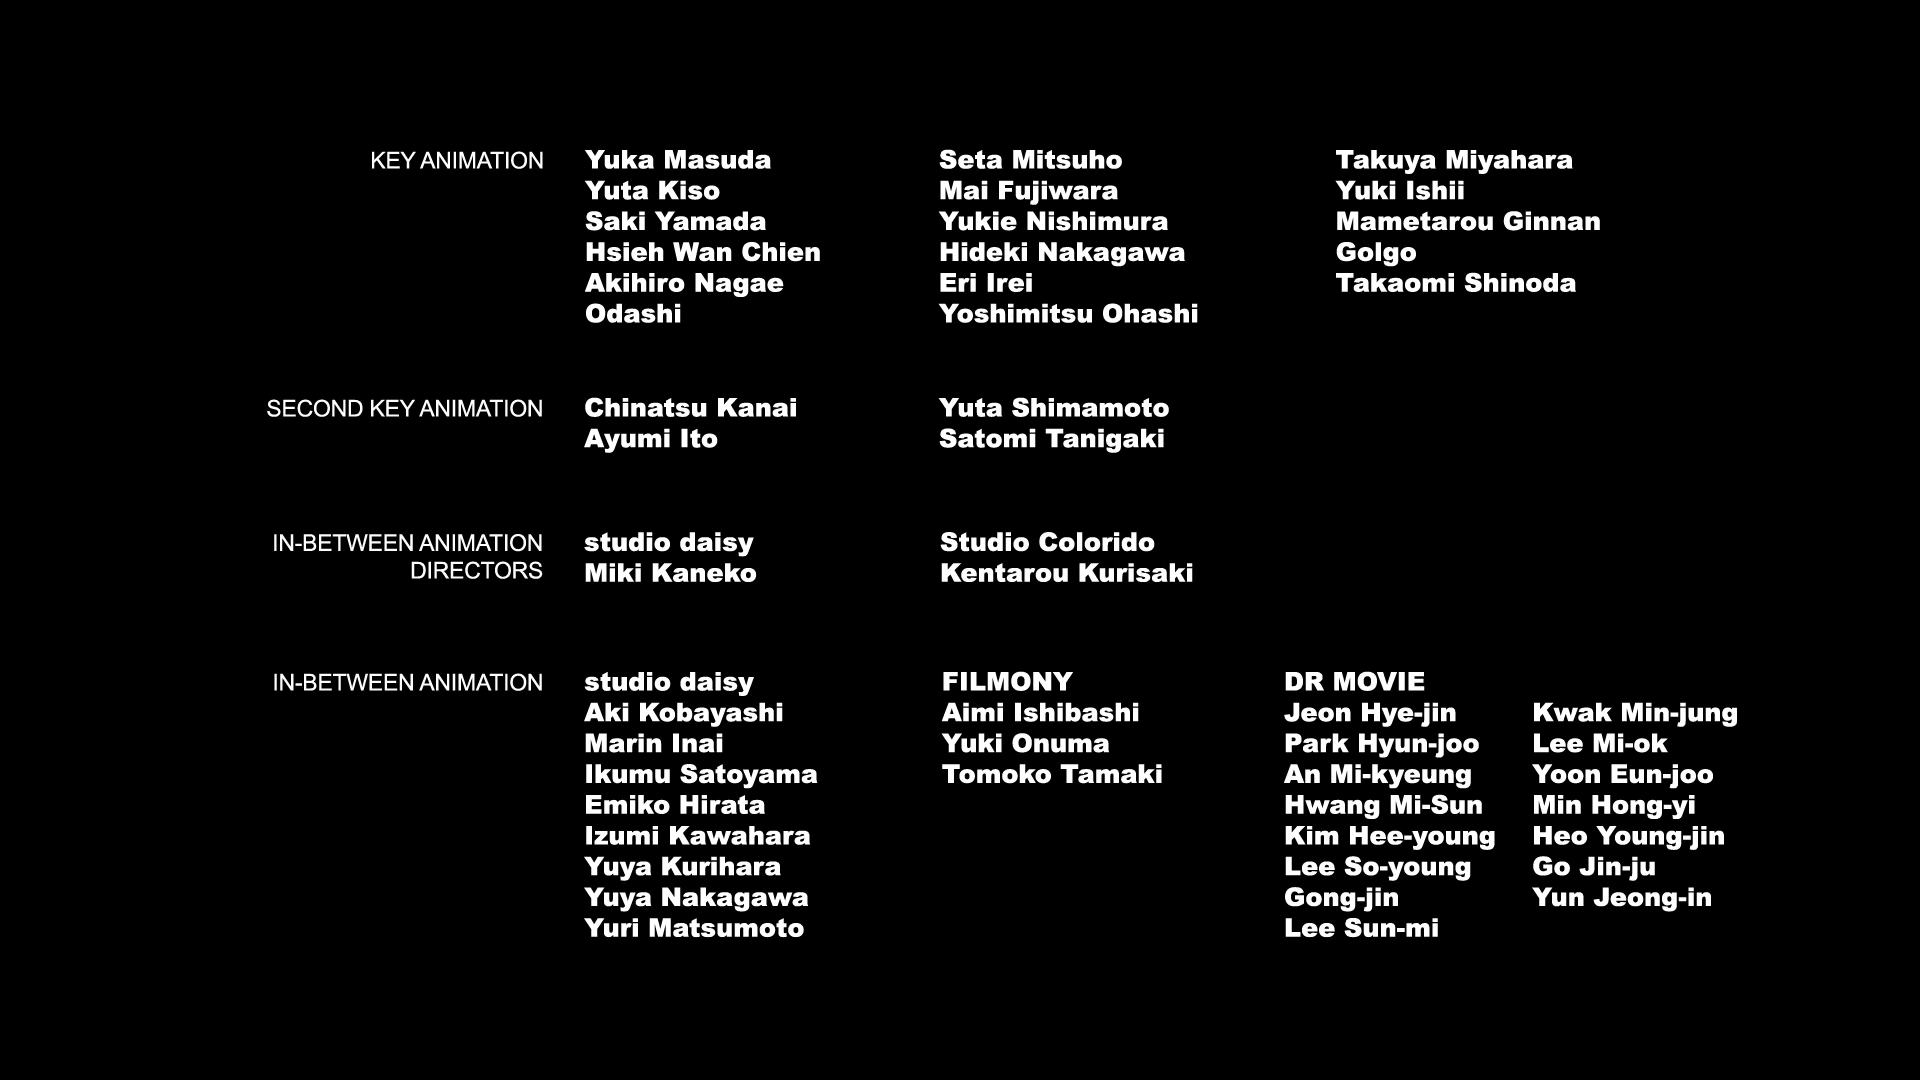 KEY ANIMATION
Yuka Masuda
Yuta Kiso
Saki Yamada
Hsieh Wan Chien
Akihiro Nagae
Odashi
Seta Mitsuho
Mai Fujiwara
Yukie Nishimura
Hideki Nakagawa
Eri Irei
Yoshimitsu Ohashi
Takuya Miyahara
Yuki Ishii
Mametarou Ginnan
Golgo
Takaomi Shinoda
SECOND KEY ANIMATION
Chinatsu Kanai
Ayumi Ito
Yuta Shimamoto
Satomi Tanigaki
IN-BETWEEN ANIMATION
DIRECTORS
studio daisy
Miki Kaneko
Studio Colorido
Kentarou Kurisaki
IN-BETWEEN ANIMATION
studio daisy
Aki Kobayashi
Marin Inai
Ikumu Satoyama
Emiko Hirata
Izumi Kawahara
Yuya Kurihara
Yuya Nakagawa
Yuri Matsumoto
FILMONY
Aimi Ishibashi
Yuki Onuma
Tomoko Tamaki
DR MOVIE
Jeon Hye-jin
Park Hyun-joo
An Mi-kyeung
Hwang Mi-Sun
Kim Hee-young
Lee So-young
Gong-jin
Lee Sun-mi
Kwak Min-jung
Lee Mi-ok
Yoon Eun-joo
Min Hong-yi
Heo Young-jin
Go Jin-ju
Yun Jeong-in